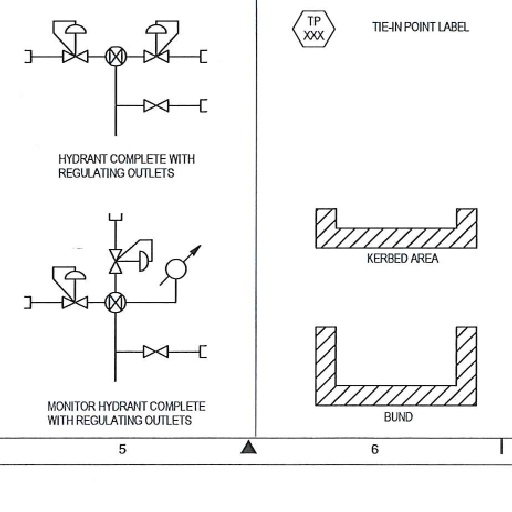 TP
XXX
TIE-IN POINT LABEL
HYDRANT COMPLETE WITH
REGULATING OUTLETS
KERBED AREA
MONITOR HYDRANT COMPLETE
WITH REGULATING OUTLETS
BUND
5
6